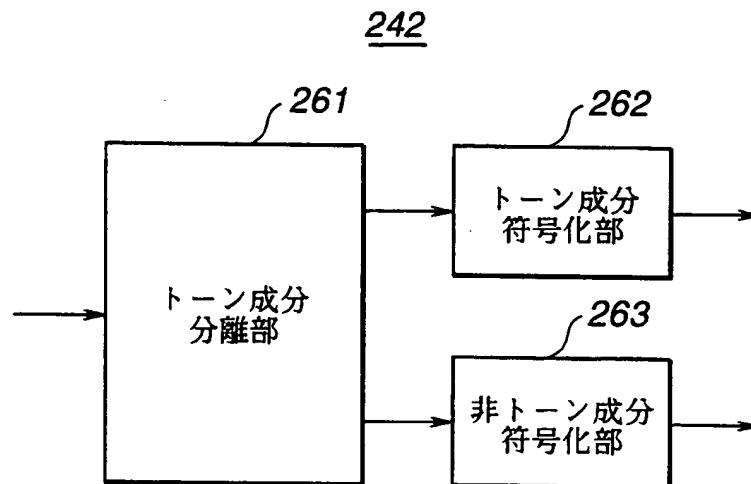 242
261
262
トーン成分
符号化部
トーン成分
分離部
263
非トーン成分
符号化部